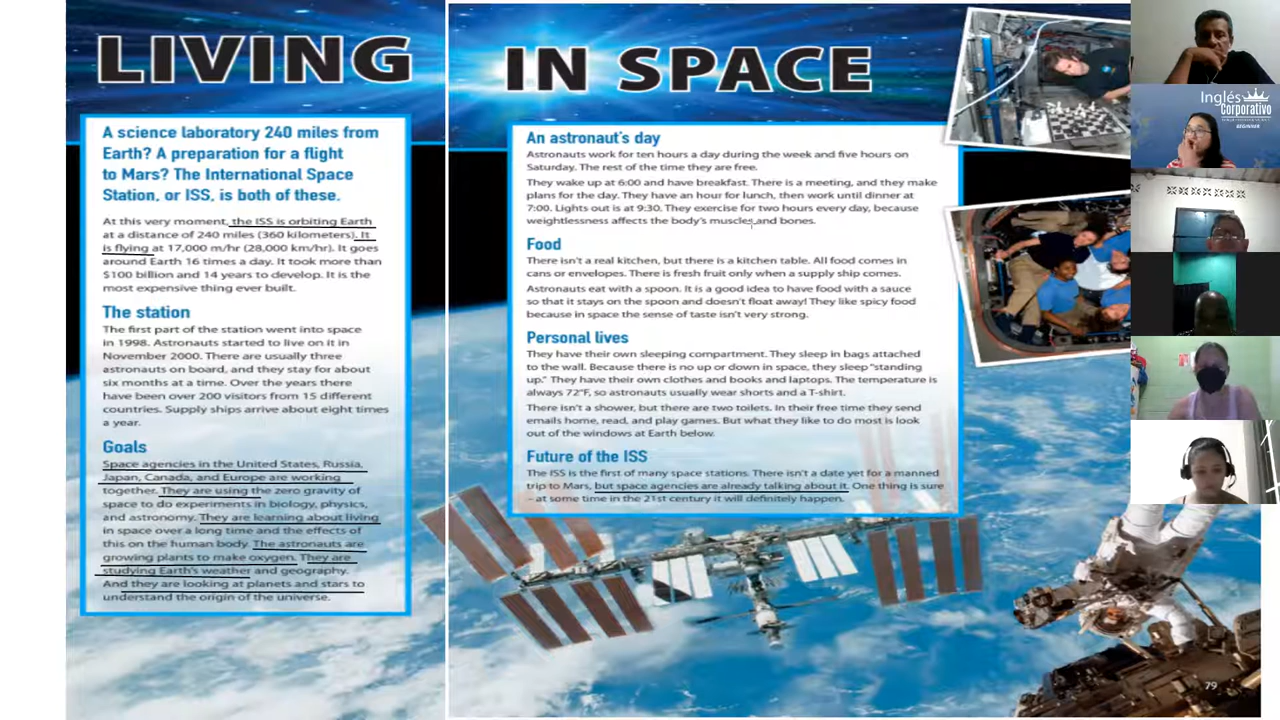 LIVING
IN SPACE
A science laboratory 240 miles from
Earth? A preparation for a flight
to Mars? The International Space
Station, or ISS, is both of these.
At this very moment, the ISS is orbiting Earth
at a distance of 240 miles (360 kilometers). It
is flying at 17,000 m/hr (28,000 km/hr). It goes
around Earth 16 times a day. It took more than
$100 billion and 14 years to develop. It is the
most expensive thing ever built.
The station
The first part of the station went into space
in 1998. Astronauts started to live on it in
November 2000. There are usually three
astronauts on board, and they stay for about
six months at a time. Over the years there
have been over 200 visitors from 15 different
countries. Supply ships arrive about eight times
a year.
Goals
Space agencies in the United States, Russia,
Japan, Canada, and Europe are working
together. They are using the zero gravity of
space to do experiments in biology, physics,
and astronomy. They are learning about living
in space over a long time and the effects of
this on the human body. The astronauts are
growing plants to make oxygen. They are
studying Earth's weather and geography.
And they are looking at planets and stars to
understand the origin of the universe.
An astronaut's day
Astronauts work for ten hours a day during the week and five hours on
Saturday. The rest of the time they are free.
They wake up at 6:00 and have breakfast. There is a meeting, and they make
plans for the day. They have an hour for lunch, then work until dinner at
7:00. Lights out is at 9:30. They exercise for two hours every day, because
weightlessness affects the body's muscles and bones.
Food
There isn't a real kitchen, but there is a kitchen table. All food comes in
cans or envelopes. There is fresh fruit only when a supply ship comes.
Astronauts eat with a spoon. It is a good idea to have food with a sauce
so that it stays on the spoon and doesn't float away! They like spicy food
because in space the sense of taste isn't very strong.
Personal lives
They have their own sleeping compartment. They sleep in bags attached
to the wall. Because there is no up or down in space, they sleep “standing
up.” They have their own clothes and books and laptops. The temperature is
always 72°F, so astronauts usually wear shorts and a T-shirt.
There isn't a shower, but there are two toilets. In their free time they send
emails home, read, and play games. But what they like to do most is look
out of the windows at Earth below.
Future of the ISS
The ISS is the first of many space stations. There isn't a date yet for a manned
trip to Mars, but space agencies are already talking about it. One thing is sure
– at some time in the 21st century it will definitely happen.
79
Inglés
Corporativo
BEGINNER